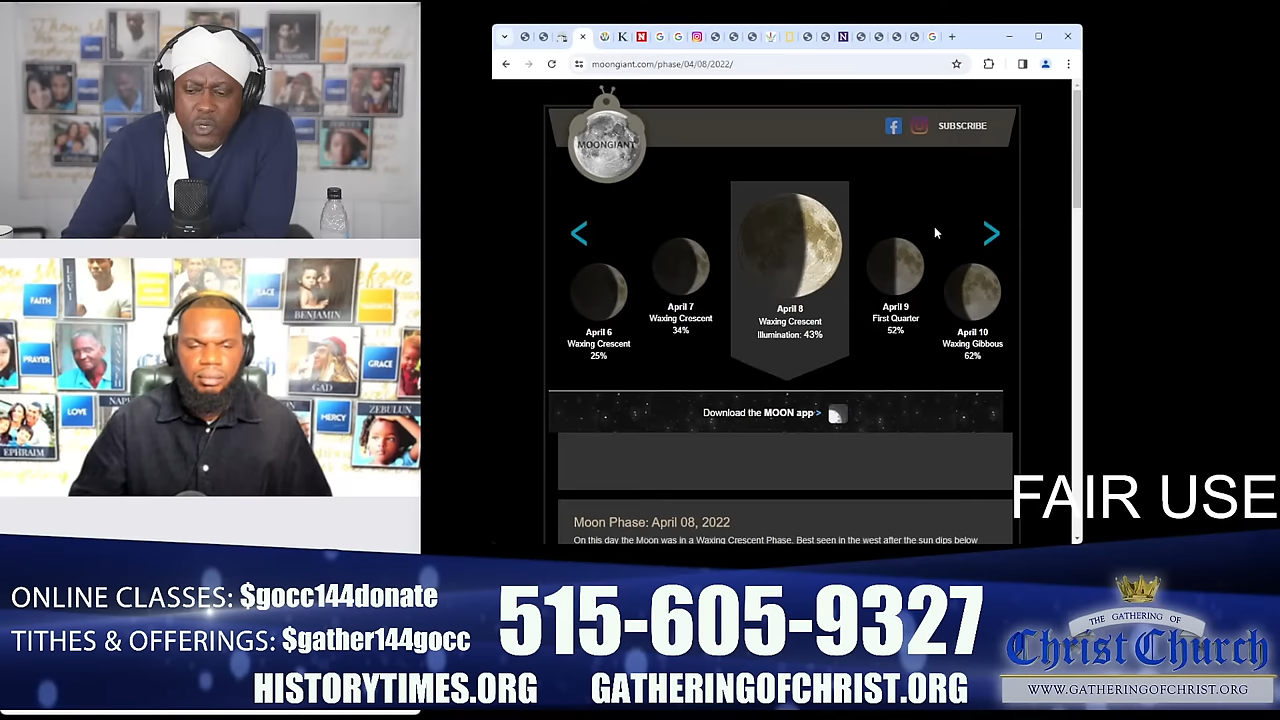 moongiant.com/phase/04/08/2022/
MOONGIANT
SUBSCRIBE
April 6
Waxing Crescent
25%
April 7
Waxing Crescent
34%
April 8
Waxing Crescent
Illumination: 43%
April 9
First Quarter
52%
April 10
Waxing Gibbous
62%
Download the MOON app >
Moon Phase: April 08, 2022
On this day the Moon was in a Waxing Crescent Phase. Best seen in the west after the sun dips below
FAITH
LEVI
PEACE
BENJAMIN
PRAYER
GAD
GRACE
LOVE
MERCY
ZEBULUN
EPHRAIM
FAIR USE
ONLINE CLASSES: $gocc144donate
TITHES & OFFERINGS: $gather144gocc
515-605-9327
HISTORYTIMES.ORG GATHERINGOFCHRIST.ORG
THE GATHERING OF
Christ Church
WWW.GATHERINGOFCHRIST.ORG